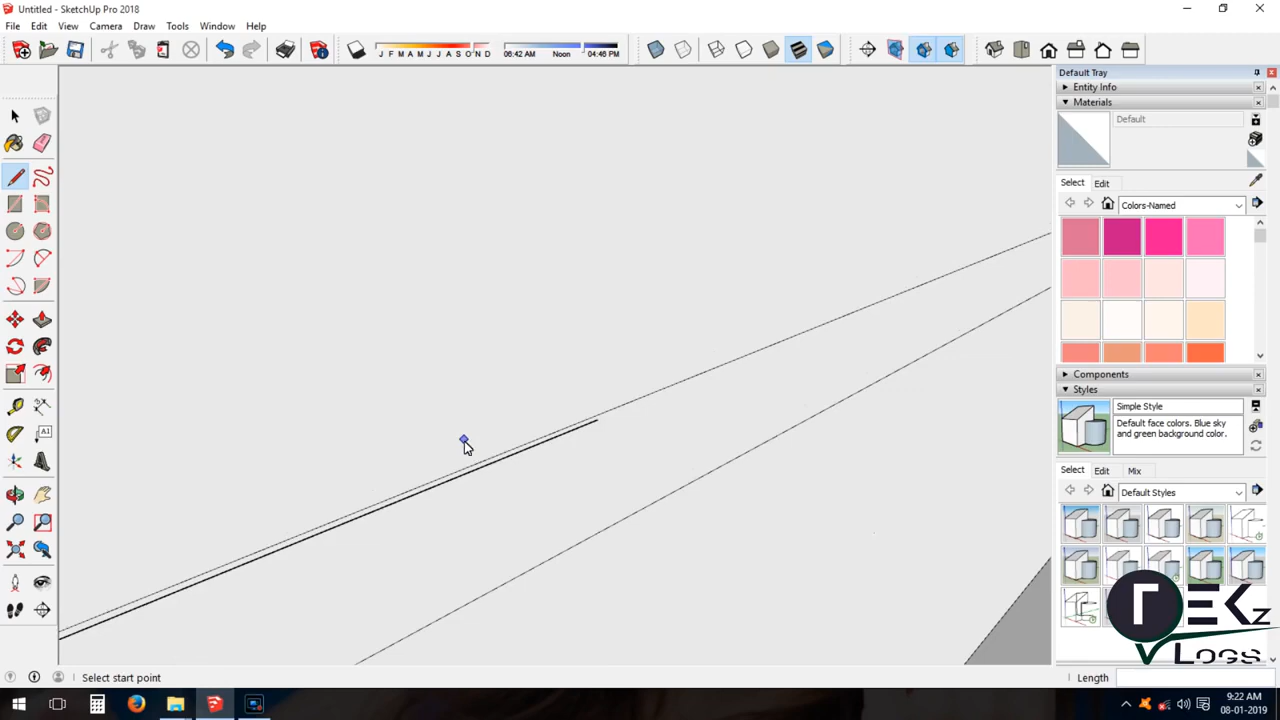 Untitled - SketchUp Pro 2018
File Edit View Camera Draw Tools Window Help
J F M A M J J A S O N D
06:42 AM Noon 04:46 PM
Default Tray
Entity Info
Materials
Default
Select Edit
Colors-Named
A1
Components
Styles
Simple Style
Default face colors. Blue sky and green background color.
Select Edit Mix
Default Styles
TEKz
VLOGS
Select start point
Length
9:22 AM
08-01-2019